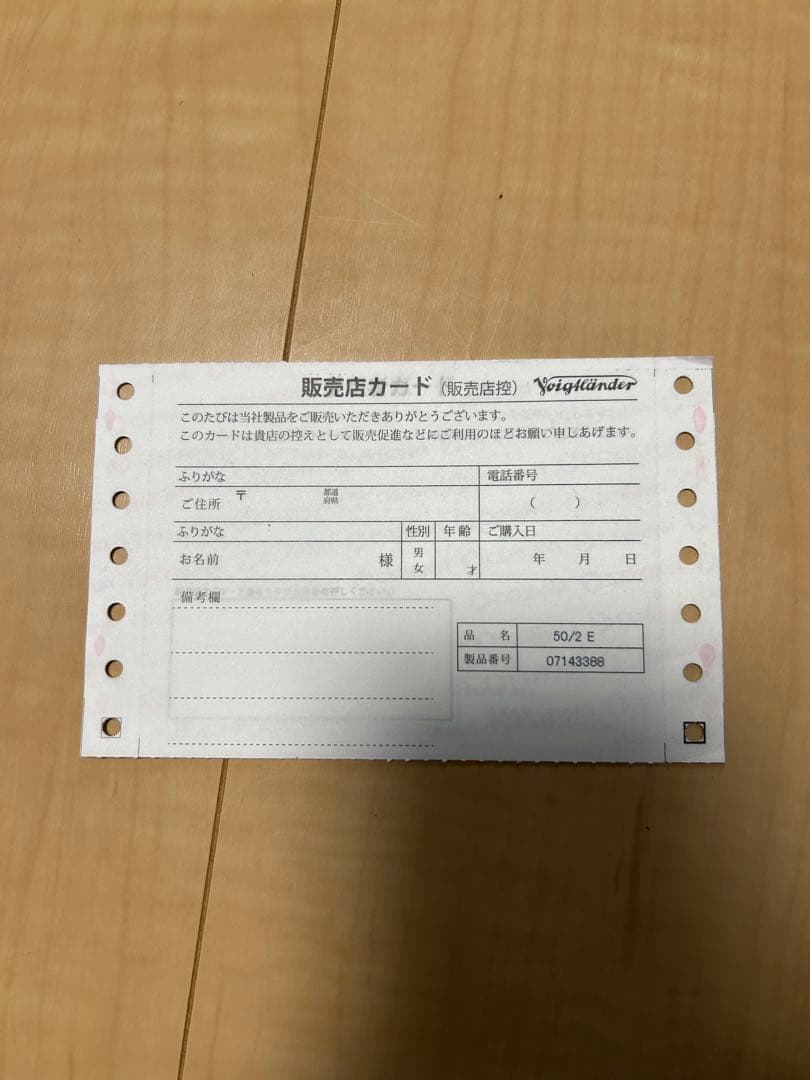 販売店カード（販売店控） Voigtländer
このたびは当社製品をご販売いただきありがとうございます。
このカードは貴店の控えとして販売促進などにご利用のほどお願い申しあげます。
ふりがな 電話番号
ご住所 〒 都道府県 （ ）
ふりがな 性別 年齢 ご購入日
お名前 様 男女 才 年 月 日
備考欄
品名 50/2 E
製品番号 07143388